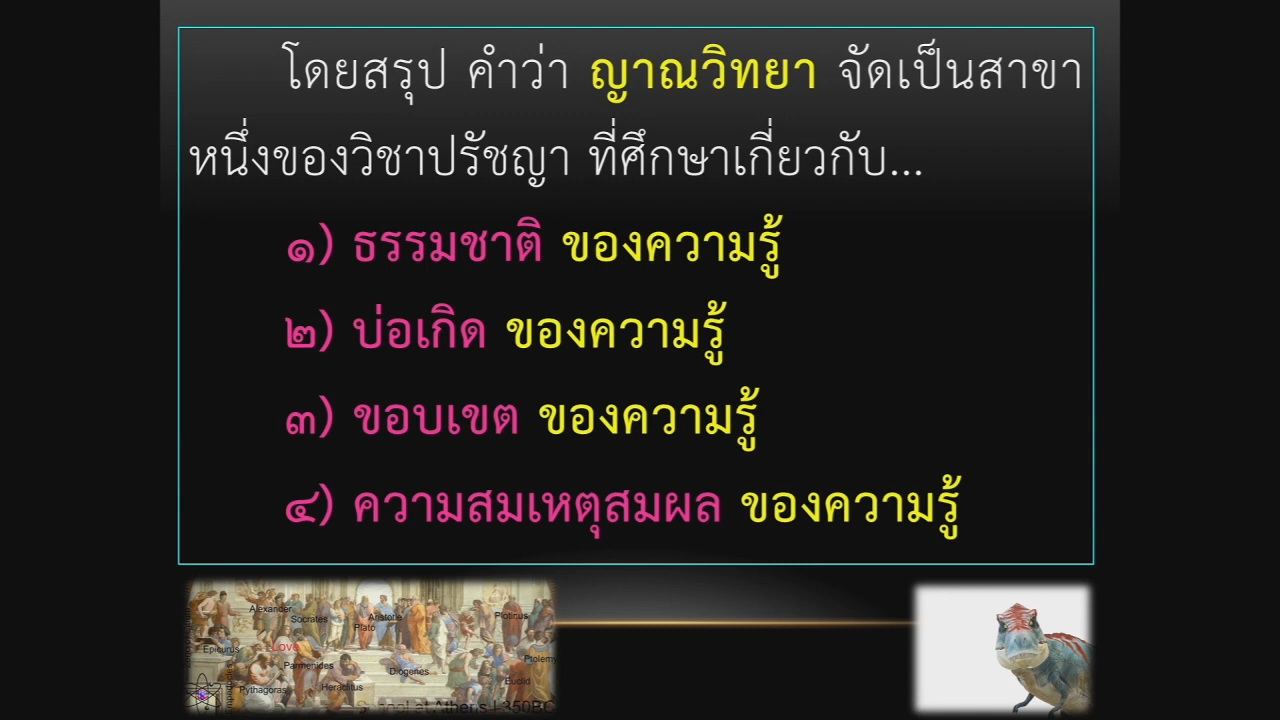 โดยสรุป คำว่า ญาณวิทยา จัดเป็นสาขา
หนึ่งของวิชาปรัชญา ที่ศึกษาเกี่ยวกับ...
๑) ธรรมชาติ ของความรู้
๒) บ่อเกิด ของความรู้
๓) ขอบเขต ของความรู้
๔) ความสมเหตุสมผล ของความรู้
Alexander
Socrates
Aristotle
Plato
Plotinus
Epicurus
Love
Parmenides
Diogenes
Ptolemy
Euclid
Pythagoras
Heraclitus